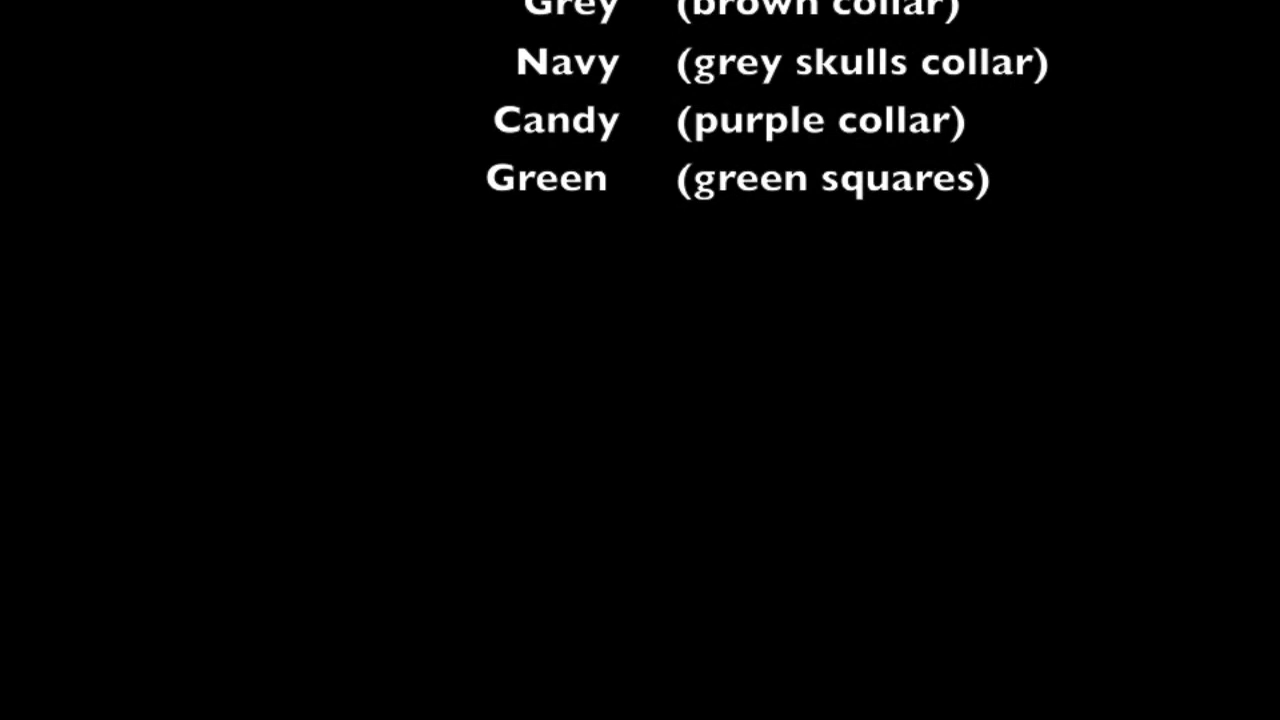 Grey (brown collar)
Navy (grey skulls collar)
Candy (purple collar)
Green (green squares)